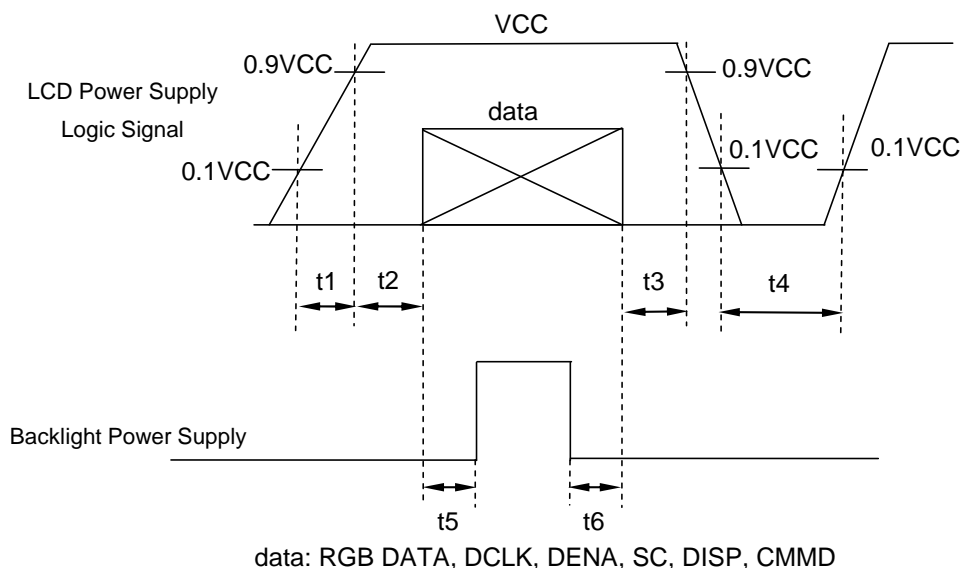 VCC
0.9VCC
0.9VCC
LCD Power Supply
Logic Signal
data
0.1VCC
0.1VCC
0.1VCC
t1
t2
t3
t4
Backlight Power Supply
t5
t6
data: RGB DATA, DCLK, DENA, SC, DISP, CMMD